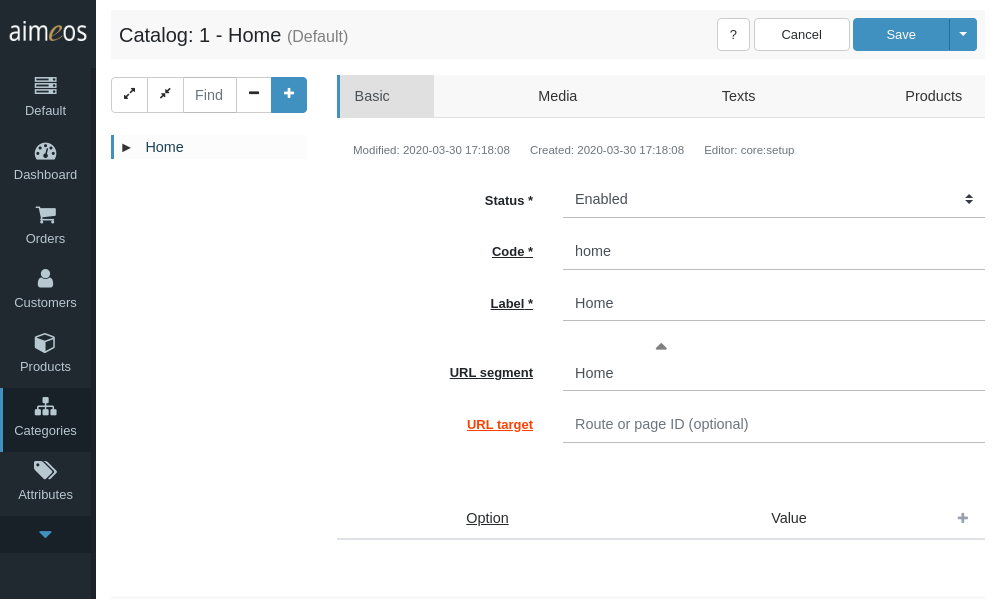 aimeos
Default
Dashboard
Orders
Customers
Products
Categories
Attributes
Catalog: 1 - Home (Default)
? Cancel Save
Find
Home
Basic Media Texts Products
Modified: 2020-03-30 17:18:08 Created: 2020-03-30 17:18:08 Editor: core:setup
Status * Enabled
Code * home
Label * Home
URL segment Home
URL target Route or page ID (optional)
Option Value